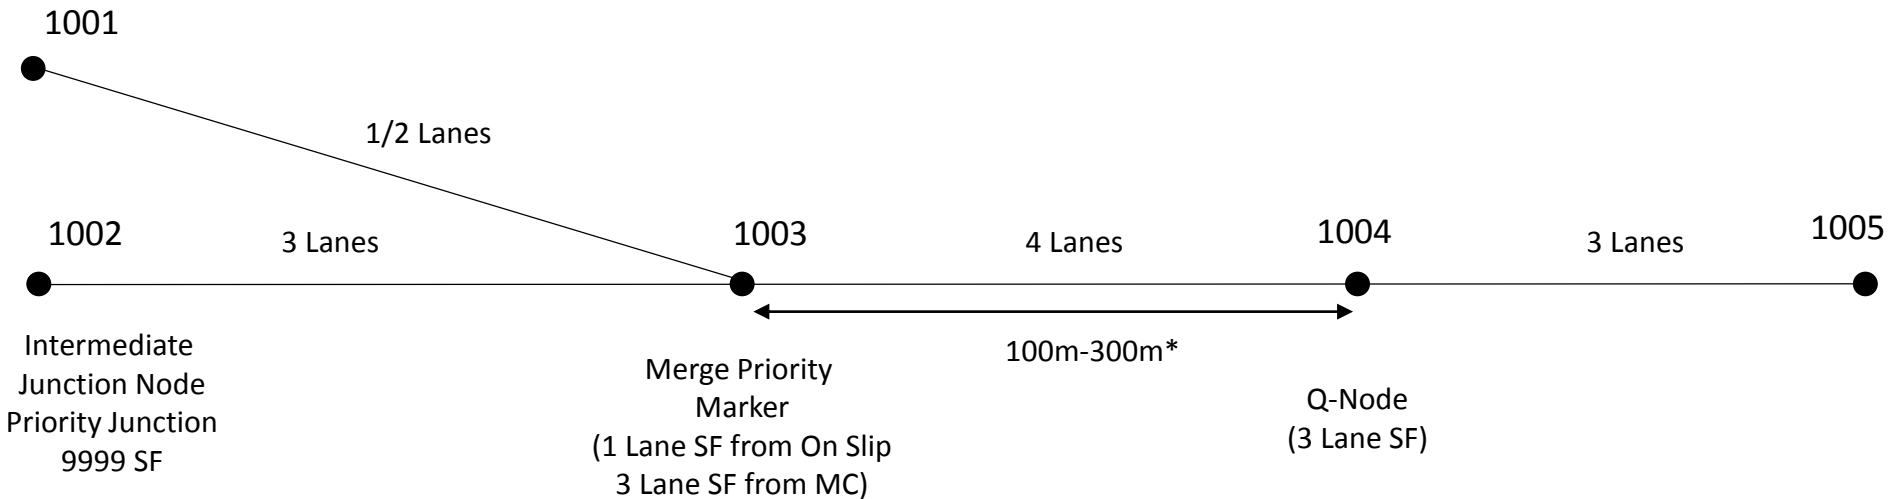 1001
1/2 Lanes
1002
3 Lanes
1003
4 Lanes
1004
3 Lanes
1005
Intermediate
Junction Node
Priority Junction
9999 SF
Merge Priority
Marker
(1 Lane SF from On Slip
3 Lane SF from MC)
100m-300m*
Q-Node
(3 Lane SF)